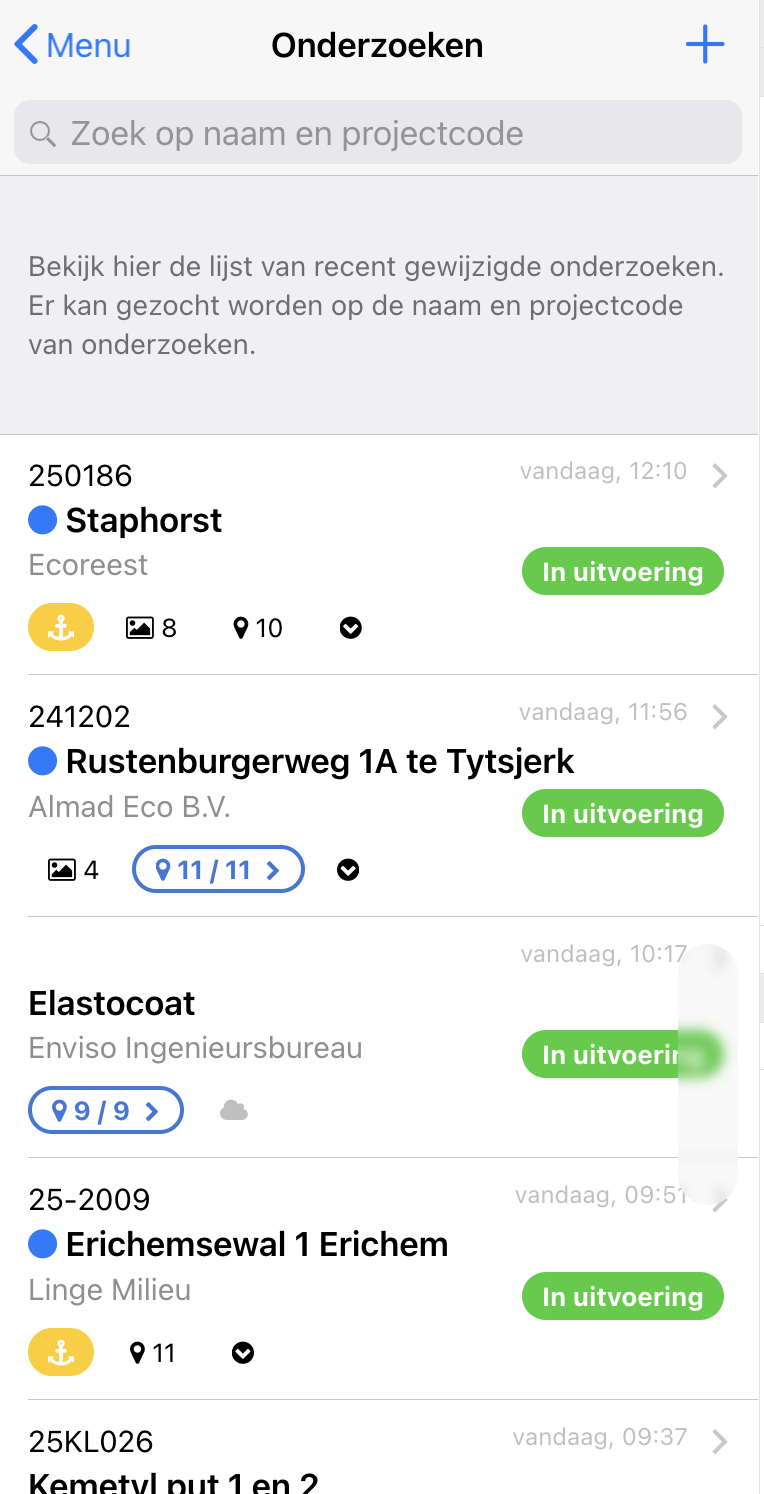 Menu
Onderzoeken
Zoek op naam en projectcode
Bekijk hier de lijst van recent gewijzigde onderzoeken.
Er kan gezocht worden op de naam en projectcode
van onderzoeken.
250186
vandaag, 12:10
Staphorst
Ecoreest
In uitvoering
8
10
241202
vandaag, 11:56
Rustenburgerweg 1A te Tytsjerk
Almad Eco B.V.
In uitvoering
4
11 / 11
vandaag, 10:17
Elastocoat
Enviso Ingenieursbureau
In uitvoering
9 / 9
25-2009
vandaag, 09:51
Erichemsewal 1 Erichem
Linge Milieu
In uitvoering
11
25KL026
vandaag, 09:37
Kemetyl put 1 en 2